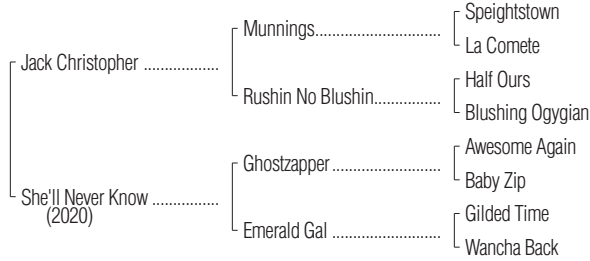 Jack Christopher ..................
Munnings...............................
Speightstown
La Comete
Rushin No Blushin................
Half Ours
Blushing Ogygian
She'll Never Know ................
(2020)
Ghostzapper ..........................
Awesome Again
Baby Zip
Emerald Gal ..........................
Gilded Time
Wancha Back